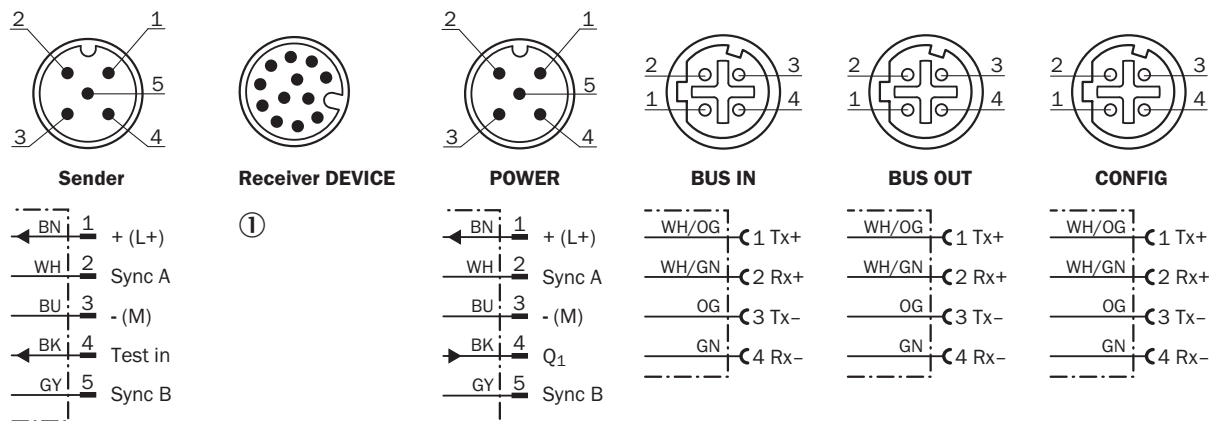 2 1
5
3 4
Sender
BN 1 + (L+)
WH 2 Sync A
BU 3 - (M)
BK 4 Test in
GY 5 Sync B
Receiver DEVICE
①
2 1
5
3 4
POWER
BN 1 + (L+)
WH 2 Sync A
BU 3 - (M)
BK 4 Q₁
GY 5 Sync B
2 3
1 4
BUS IN
WH/OG 1 Tx+
WH/GN 2 Rx+
OG 3 Tx–
GN 4 Rx–
2 3
1 4
BUS OUT
WH/OG 1 Tx+
WH/GN 2 Rx+
OG 3 Tx–
GN 4 Rx–
2 3
1 4
CONFIG
WH/OG 1 Tx+
WH/GN 2 Rx+
OG 3 Tx–
GN 4 Rx–